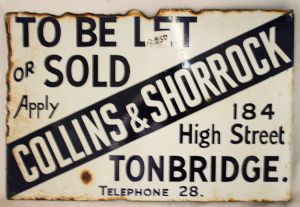 TO BE LET
OR SOLD
Apply
COLLINS & SHORROCK
184
High Street
TONBRIDGE.
TELEPHONE 28.